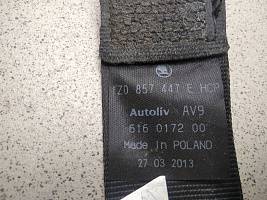 1Z0 857 447 E HCP
Autoliv AV9
616 0172 00
Made in POLAND
27 03 2013